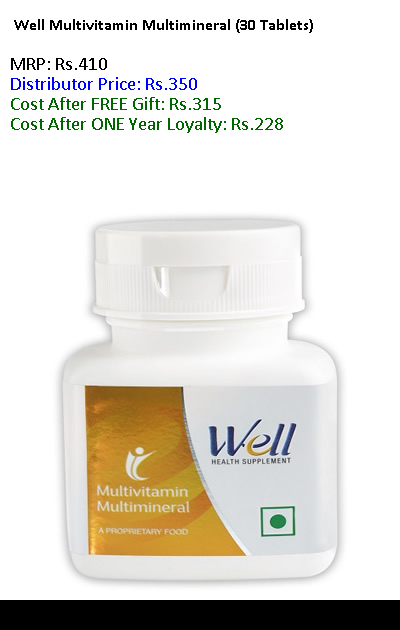 Well Multivitamin Multimineral (30 Tablets)
MRP: Rs.410
Distributor Price: Rs.350
Cost After FREE Gift: Rs.315
Cost After ONE Year Loyalty: Rs.228
Well
HEALTH SUPPLEMENT
Multivitamin
Multimineral
A PROPRIETARY FOOD